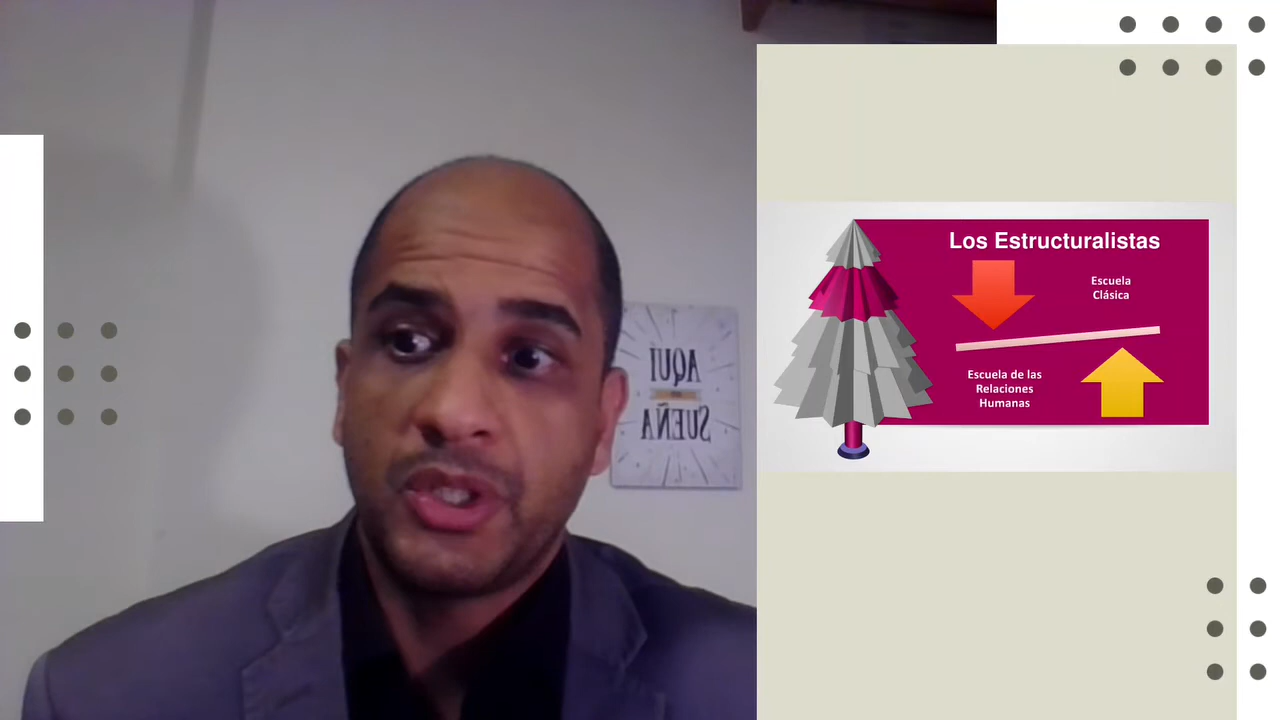 AQUI
SUEÑA
Los Estructuralistas
Escuela
Clásica
Escuela de las
Relaciones
Humanas